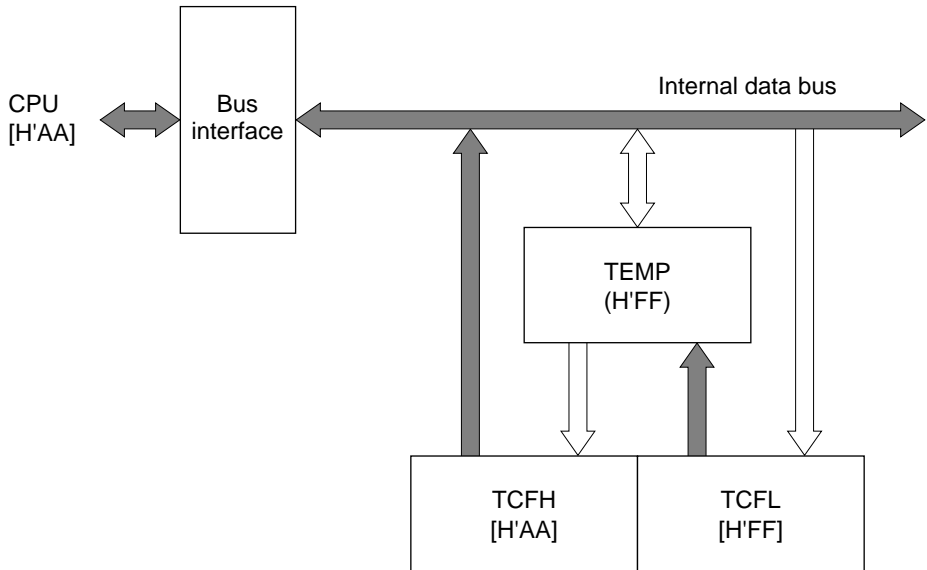 CPU
[H'AA]
Bus
interface
Internal data bus
TEMP
(H'FF)
TCFH
[H'AA]
TCFL
[H'FF]